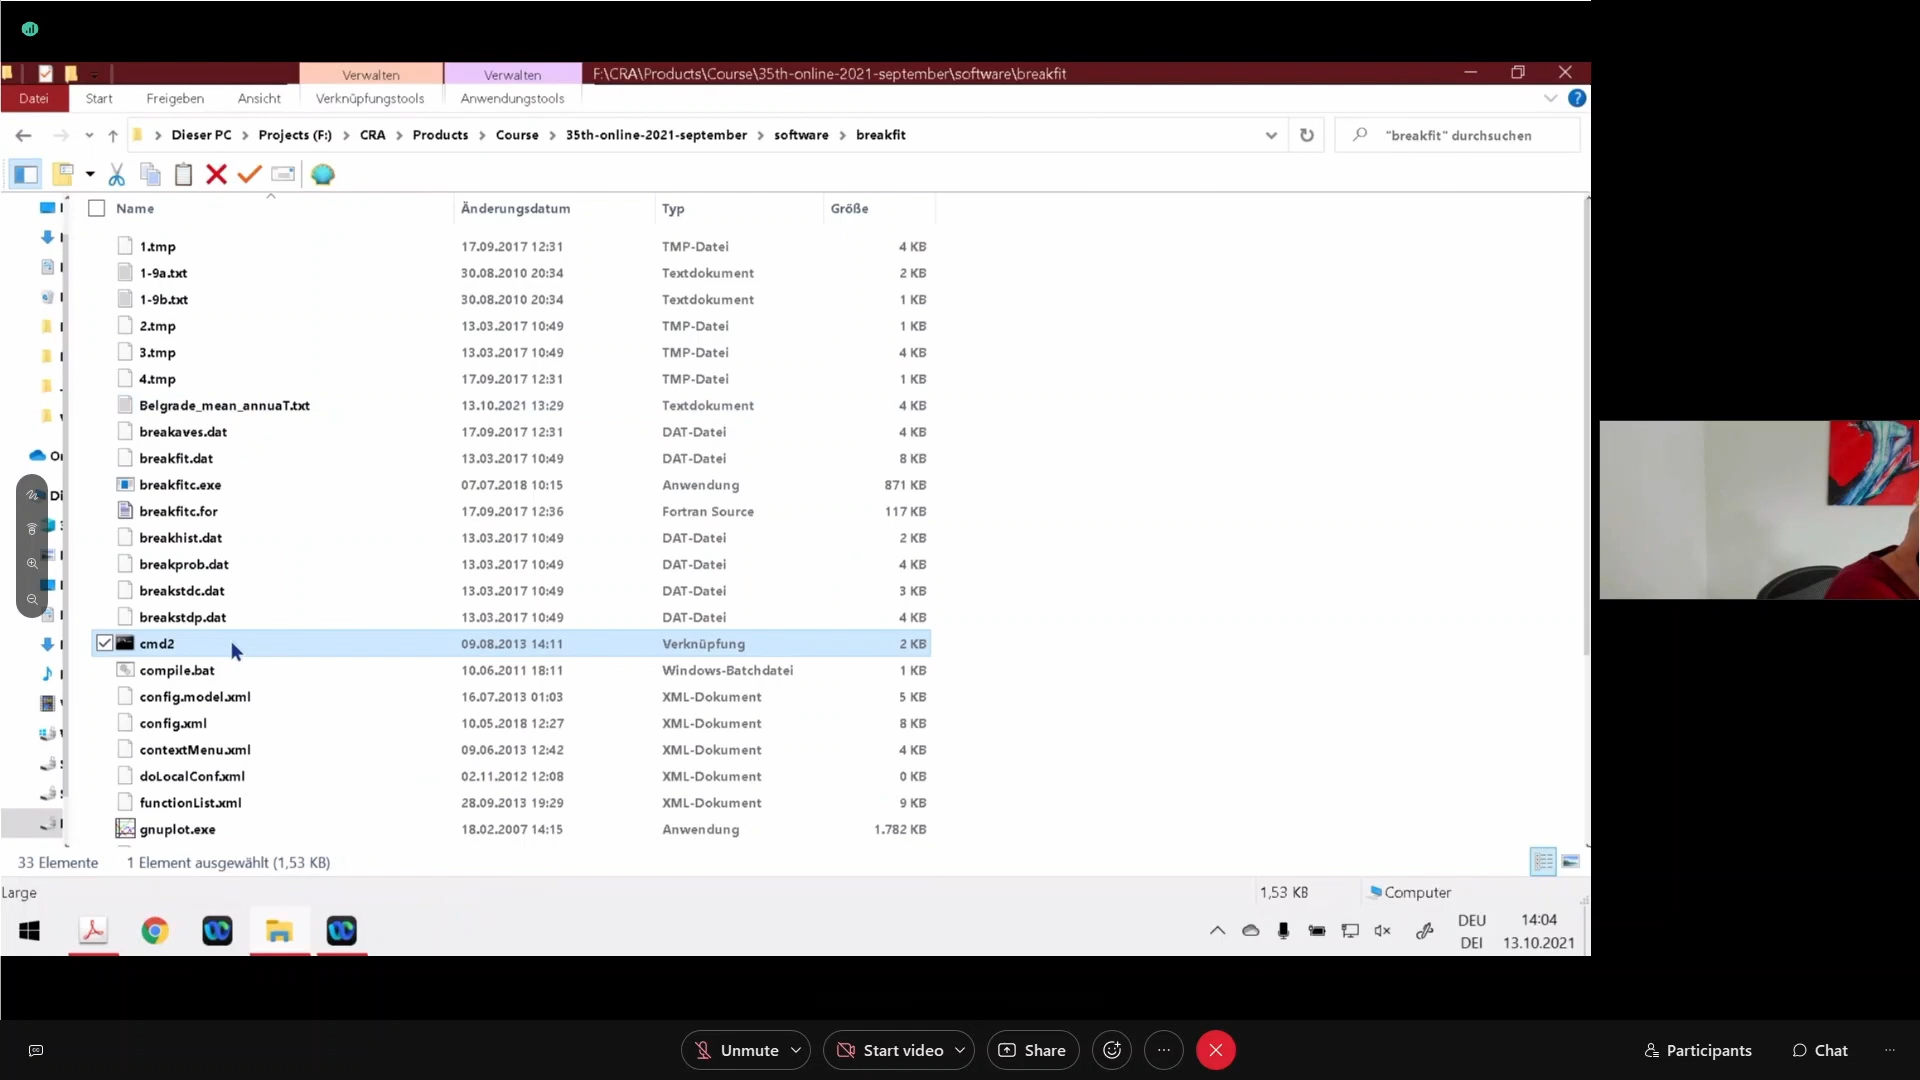 Verwalten Verwalten F:\CRA\Products\Course\35th-online-2021-september\software\breakfit
Datei Start Freigeben Ansicht Verknüpfungstools Anwendungstools
Dieser PC Projects (F:) CRA Products Course 35th-online-2021-september software breakfit "breakfit" durchsuchen
Name Änderungsdatum Typ Größe
1.tmp 17.09.2017 12:31 TMP-Datei 4 KB
1-9a.txt 30.08.2010 20:34 Textdokument 2 KB
1-9b.txt 30.08.2010 20:34 Textdokument 1 KB
2.tmp 13.03.2017 10:49 TMP-Datei 1 KB
3.tmp 13.03.2017 10:49 TMP-Datei 4 KB
4.tmp 17.09.2017 12:31 TMP-Datei 1 KB
Belgrade_mean_annuaT.txt 13.10.2021 13:29 Textdokument 4 KB
breakaves.dat 17.09.2017 12:31 DAT-Datei 4 KB
breakfit.dat 13.03.2017 10:49 DAT-Datei 8 KB
breakfitc.exe 07.07.2018 10:15 Anwendung 871 KB
breakfitc.for 17.09.2017 12:36 Fortran Source 117 KB
breakhist.dat 13.03.2017 10:49 DAT-Datei 2 KB
breakprob.dat 13.03.2017 10:49 DAT-Datei 4 KB
breakstdc.dat 13.03.2017 10:49 DAT-Datei 3 KB
breakstdp.dat 13.03.2017 10:49 DAT-Datei 4 KB
cmd2 09.08.2013 14:11 Verknüpfung 2 KB
compile.bat 10.06.2011 18:11 Windows-Batchdatei 1 KB
config.model.xml 16.07.2013 01:03 XML-Dokument 5 KB
config.xml 10.05.2018 12:27 XML-Dokument 8 KB
contextMenu.xml 09.06.2013 12:42 XML-Dokument 4 KB
doLocalConf.xml 02.11.2012 12:08 XML-Dokument 0 KB
functionList.xml 28.09.2013 19:29 XML-Dokument 9 KB
gnuplot.exe 18.02.2007 14:15 Anwendung 1.782 KB
33 Elemente 1 Element ausgewählt (1,53 KB)
Large 1,53 KB Computer
DEU 14:04
DEI 13.10.2021
Unmute Start video Share Participants Chat